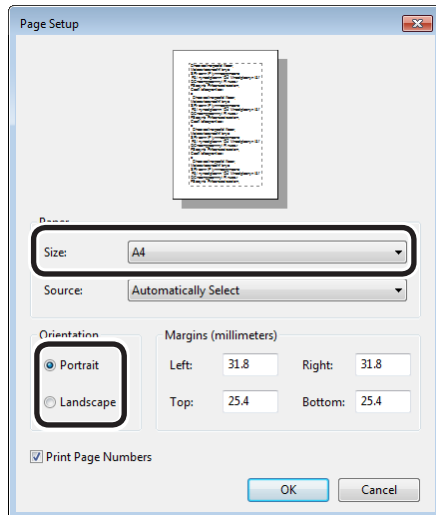 Page Setup
Paper
Size: A4
Source: Automatically Select
Orientation Margins (millimeters)
Portrait Left: 31.8 Right: 31.8
Landscape Top: 25.4 Bottom: 25.4
Print Page Numbers
OK Cancel